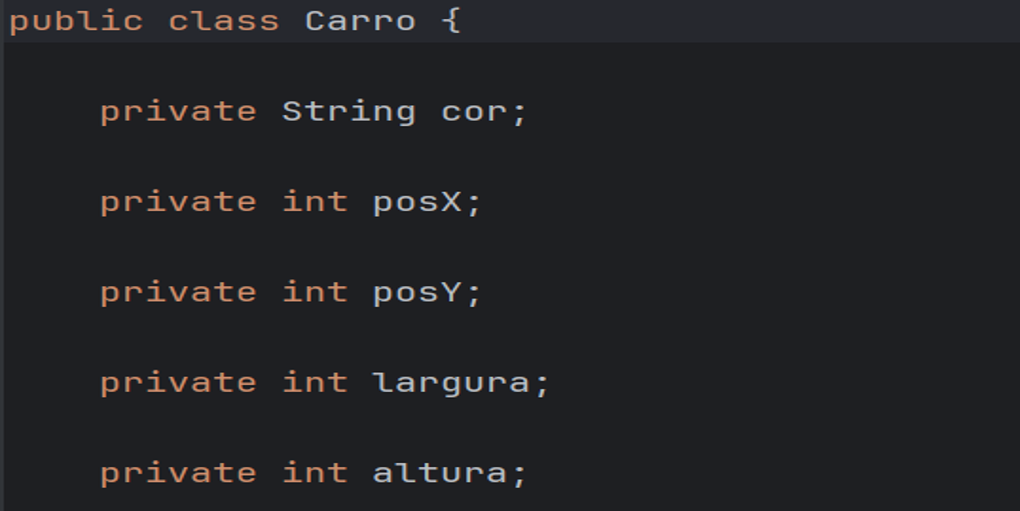 public class Carro {
private String cor;
private int posX;
private int posY;
private int largura;
private int altura;